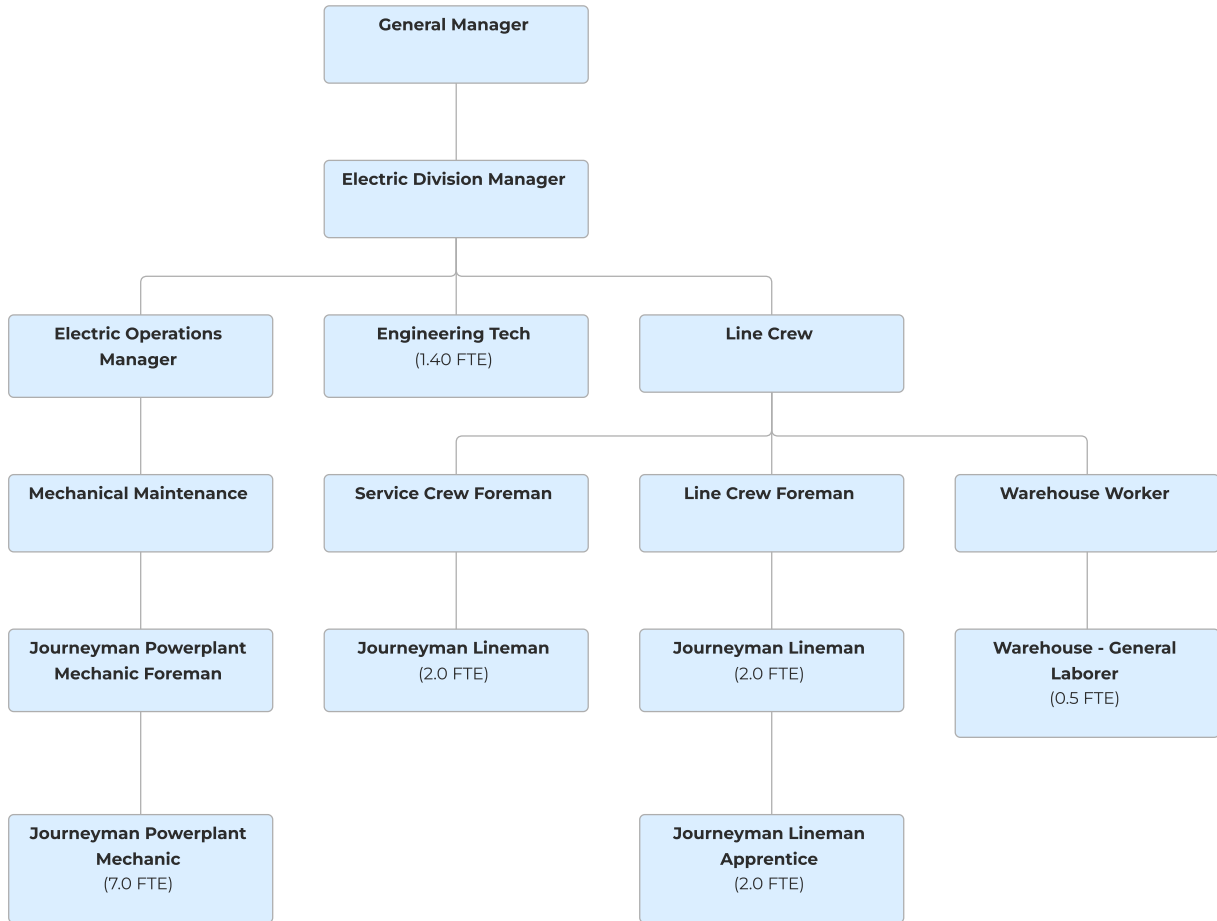 General Manager
Electric Division Manager
Electric Operations
Manager
Engineering Tech
(1.40 FTE)
Line Crew
Mechanical Maintenance
Service Crew Foreman
Line Crew Foreman
Warehouse Worker
Journeyman Powerplant
Mechanic Foreman
Journeyman Lineman
(2.0 FTE)
Journeyman Lineman
(2.0 FTE)
Warehouse - General
Laborer
(0.5 FTE)
Journeyman Powerplant
Mechanic
(7.0 FTE)
Journeyman Lineman
Apprentice
(2.0 FTE)